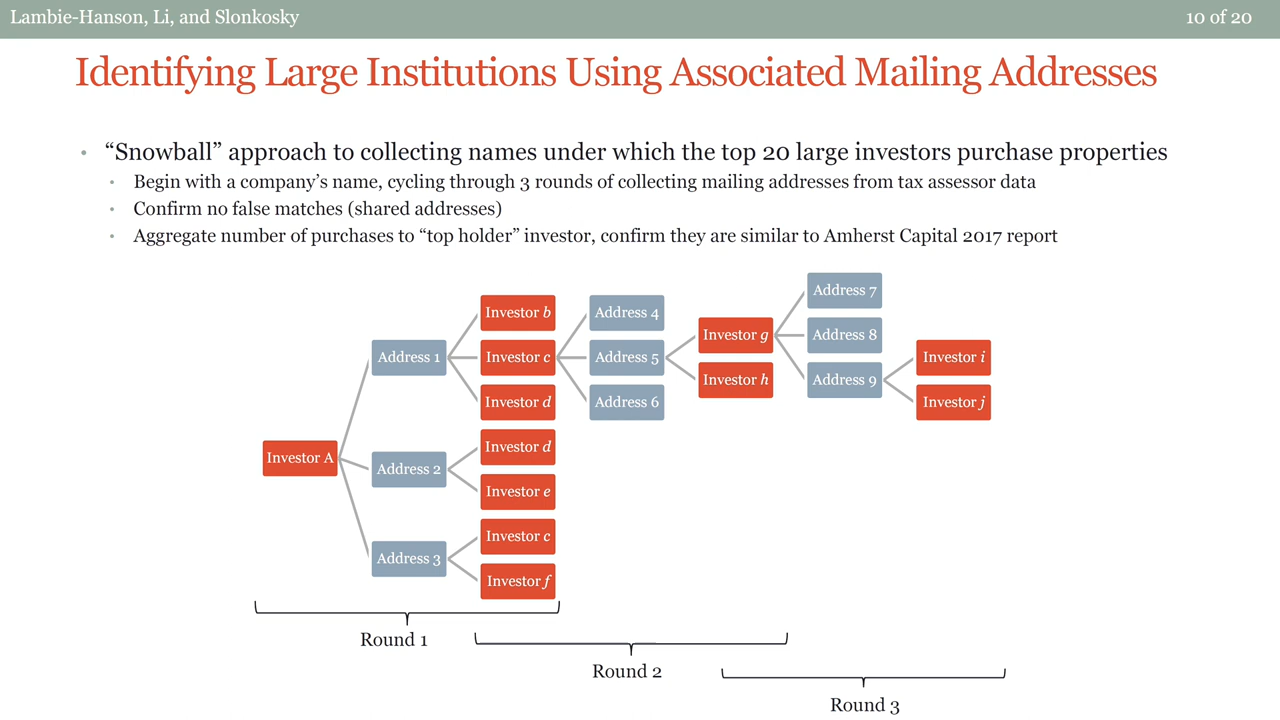 Lambie-Hanson, Li, and Slonkosky
10 of 20
Identifying Large Institutions Using Associated Mailing Addresses
• “Snowball” approach to collecting names under which the top 20 large investors purchase properties
• Begin with a company’s name, cycling through 3 rounds of collecting mailing addresses from tax assessor data
• Confirm no false matches (shared addresses)
• Aggregate number of purchases to “top holder” investor, confirm they are similar to Amherst Capital 2017 report
Investor A
Address 1
Address 2
Address 3
Investor b
Investor c
Investor d
Investor d
Investor e
Investor c
Investor f
Address 4
Address 5
Address 6
Investor g
Investor h
Address 7
Address 8
Address 9
Investor i
Investor j
Round 1
Round 2
Round 3